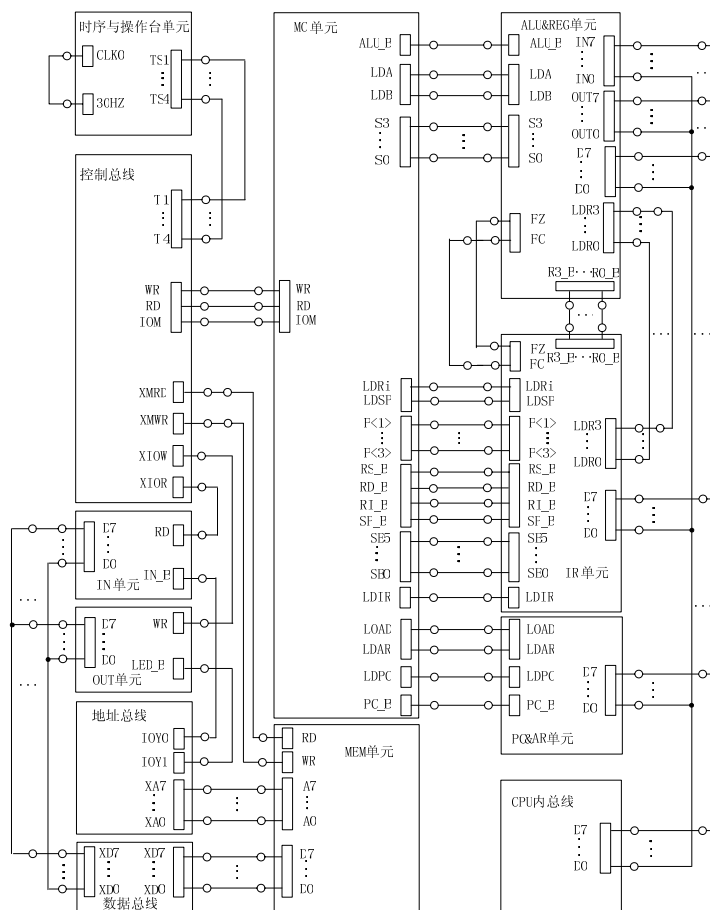 时序与操作台单元
CLK0
30HZ
TS1
TS4
控制总线
T1
T4
WR
RD
IOM
XMRD
XMWR
XIOW
XIOR
D7
D0
RD
IN_B
IN单元
D7
D0
WR
LED_B
OUT单元
地址总线
IOY0
IOY1
XA7
XA0
XD7
XD0
XD7
XD0
数据总线
MC单元
WR
RD
IOM
ALU_B
LDA
LDB
S3
S0
LDRi
LDSP
P<1>
P<3>
RS_B
RD_B
RI_B
SP_B
SE5
SE0
LDIR
LOAD
LDAR
LDPC
PC_B
MEM单元
RD
WR
A7
A0
D7
D0
ALU&REG单元
ALU_B
LDA
LDB
S3
S0
IN7
IN0
OUT7
OUT0
D7
D0
LDR3
LDR0
FZ
FC
R3_B···R0_B
R3_B···R0_B
FZ
FC
LDRi
LDSP
P<1>
P<3>
RS_B
RD_B
RI_B
SP_B
SE5
SE0
LDIR
LDR3
LDR0
D7
D0
IR单元
LOAD
LDAR
LDPC
PC_B
D7
D0
PC&AR单元
CPU内总线
D7
D0